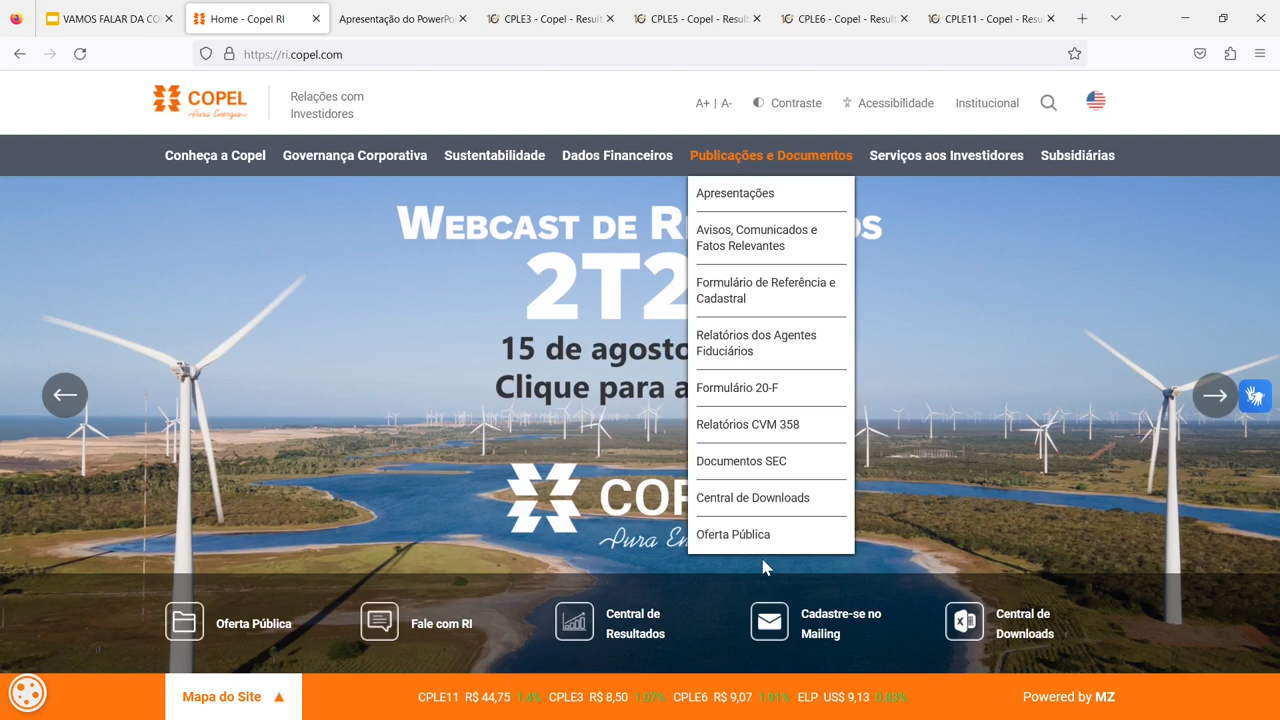 VAMOS FALAR DA CO
Home - Copel RI
Apresentação do PowerPo
CPLE3 - Copel - Result
CPLE5 - Copel - Result
CPLE6 - Copel - Result
CPLE11 - Copel - Resu
https://ri.copel.com
COPEL
Pura Energia
Relações com
Investidores
A+ | A-
Contraste
Acessibilidade
Institucional
Conheça a Copel
Governança Corporativa
Sustentabilidade
Dados Financeiros
Publicações e Documentos
Serviços aos Investidores
Subsidiárias
Apresentações
Avisos, Comunicados e
Fatos Relevantes
Formulário de Referência e
Cadastral
Relatórios dos Agentes
Fiduciários
Formulário 20-F
Relatórios CVM 358
Documentos SEC
Central de Downloads
Oferta Pública
WEBCAST DE R
OS
2T2
15 de agosto
Clique para a
COP
Pura En
Oferta Pública
Fale com RI
Central de
Resultados
Cadastre-se no
Mailing
Central de
Downloads
Mapa do Site ▲
CPLE11 R$ 44,75 1.4% CPLE3 R$ 8,50 1.07% CPLE6 R$ 9,07 1.91% ELP US$ 9,13 0.83%
Powered by MZ